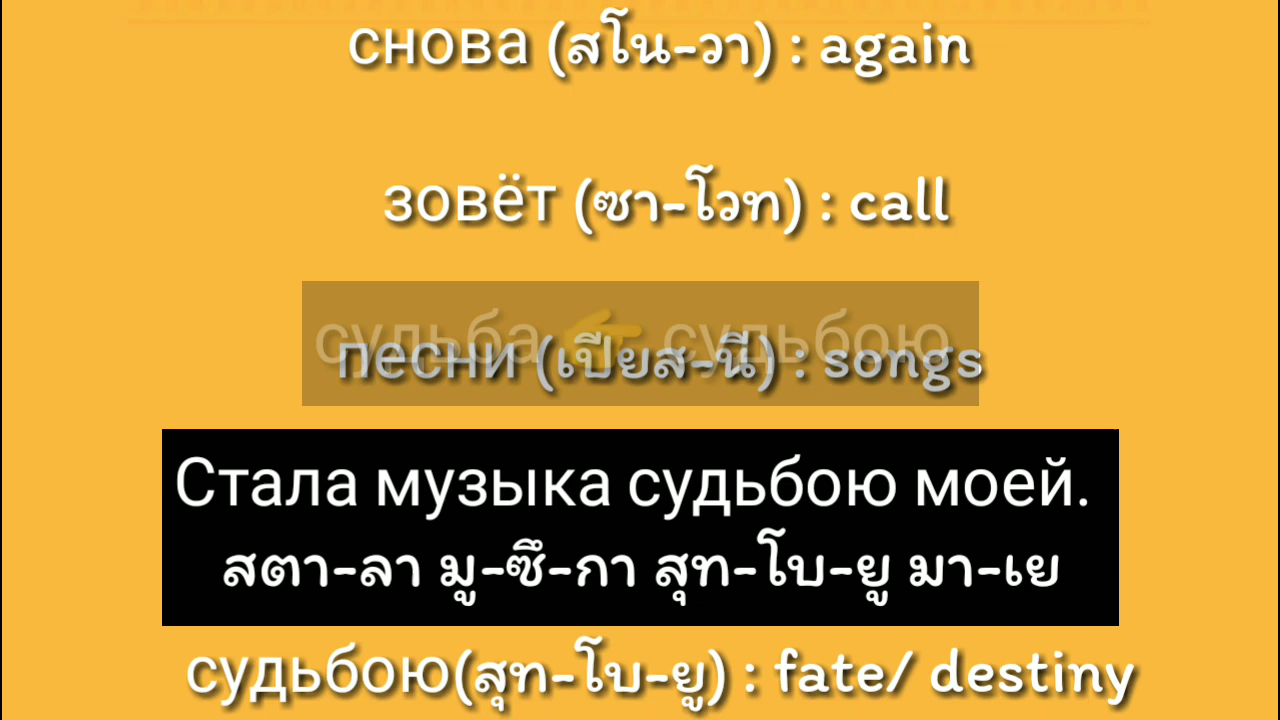 снова (สโน-วา) : again
зовёт (ซา-โวท) : call
судьба 👉 судьбою
песни (เปียส-นี) : songs
Стала музыка судьбою моей.
สตา-ลา มู-ซึ-กา สุท-โบ-ยู มา-เย
судьбою(สุท-โบ-ยู) : fate/ destiny